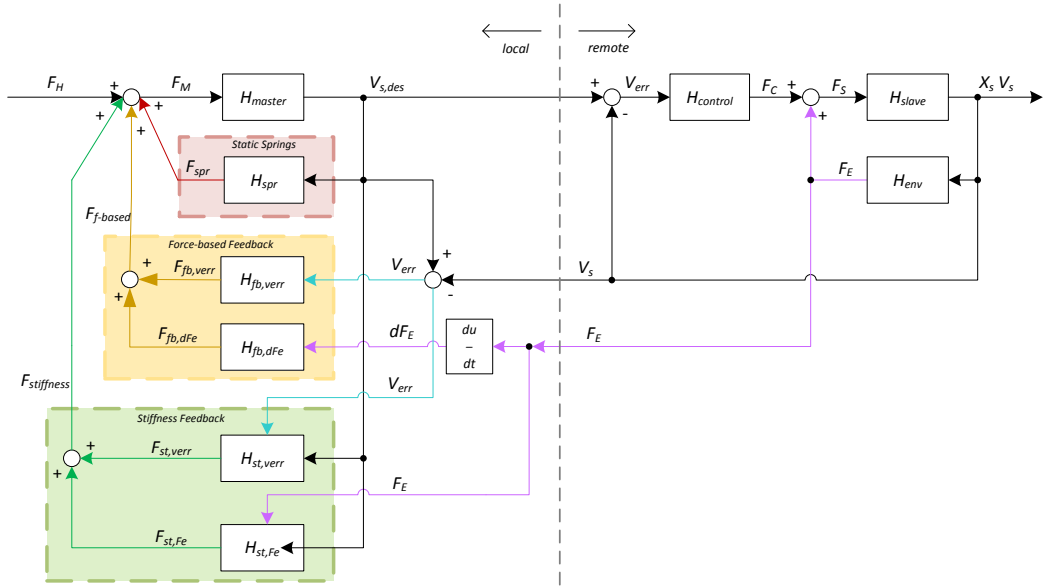 local
remote
F_H
+
+
+
+
+
F_M
H_master
V_s,des
+
-
V_err
H_control
F_C
+
+
F_S
H_slave
X_s V_s
Static Springs
F_spr
H_spr
F_E
H_env
F_f-based
Force-based Feedback
+
+
F_fb,verr
H_fb,verr
V_err
+
-
V_s
F_fb,dFe
H_fb,dFe
dF_E
du
–
dt
F_E
F_stiffness
V_err
Stiffness Feedback
+
+
F_st,verr
H_st,verr
F_E
F_st,Fe
H_st,Fe